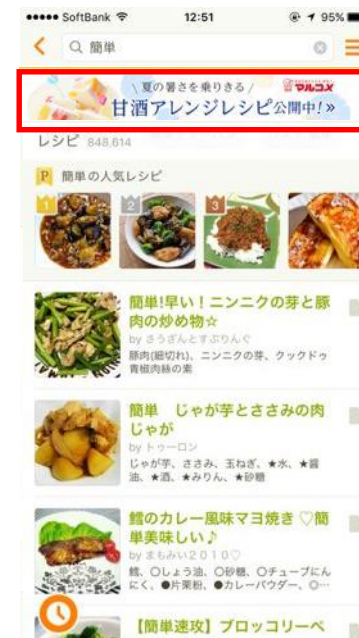 SoftBank 12:51 95%
簡単
\ 夏の暑さを乗りきる /
マルコメ
甘酒アレンジレシピ公開中!»
レシピ 848,614
P 簡単の人気レシピ
1 2 3
簡単!早い！ニンニクの芽と豚
肉の炒め物☆
by さうざんとすぷりんぐ
豚肉(細切れ)、ニンニクの芽、クックドゥ
青椒肉絲の素
簡単　じゃが芋とささみの肉
じゃが
by トゥーロン
じゃが芋、ささみ、玉ねぎ、★水、★醤
油、★酒、★みりん、★砂糖
鱈のカレー風味マヨ焼き♡簡
単美味しい♪
by まちみい２０１０♡
鱈、○しょう油、○砂糖、○チューブにん
にく、●片栗粉、●カレーパウダー、○…
【簡単速攻】ブロッコリーペ